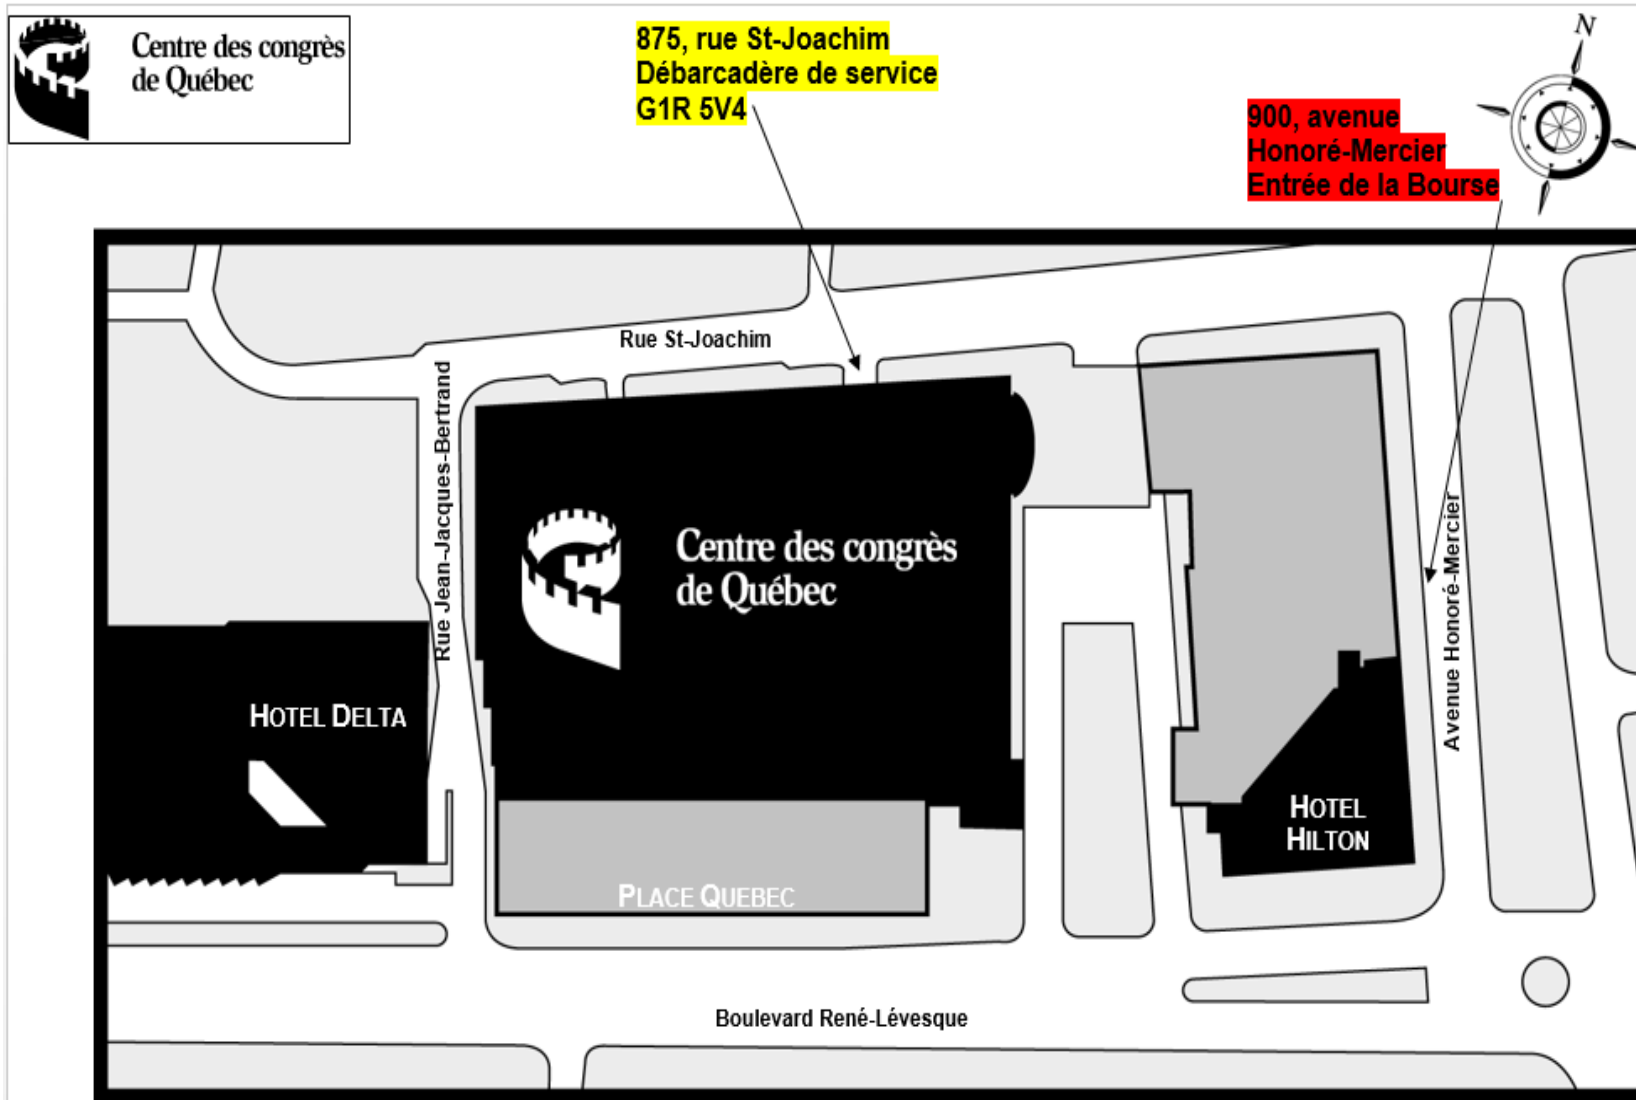 Centre des congrès
de Québec
875, rue St-Joachim
Débarcadère de service
G1R 5V4
N
900, avenue
Honoré-Mercier
Entrée de la Bourse
Rue St-Joachim
Rue Jean-Jacques-Bertrand
Centre des congrès
de Québec
Avenue Honoré-Mercier
HOTEL DELTA
HOTEL
HILTON
PLACE QUEBEC
Boulevard René-Lévesque